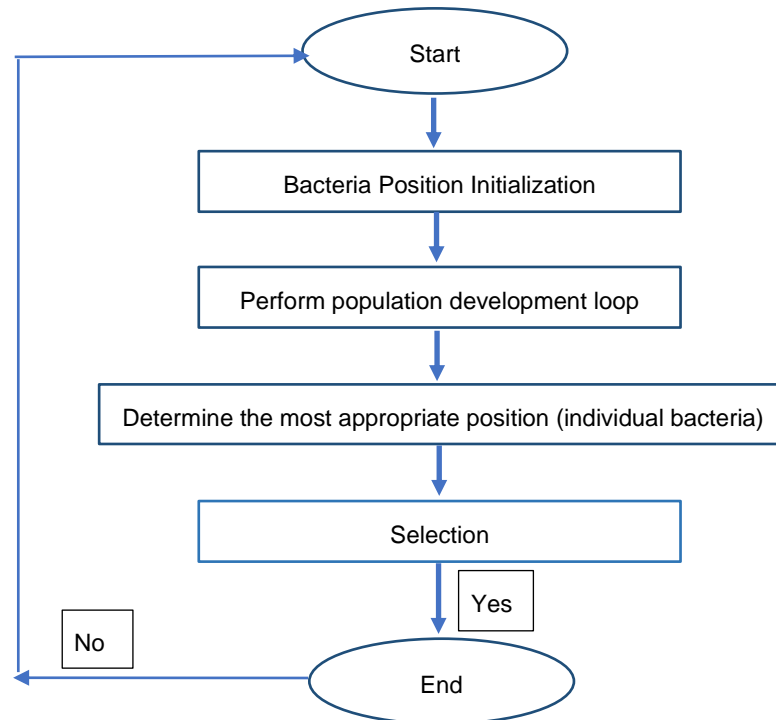 Start
Bacteria Position Initialization
Perform population development loop
Determine the most appropriate position (individual bacteria)
Selection
Yes
No
End